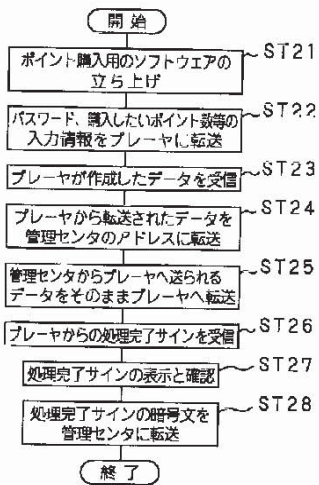 開始
ポイント購入用のソフトウェアの
立ち上げ
ST21
パスワード、購入したいポイント数等の
入力情報をプレーヤに転送
ST22
プレーヤが作成したデータを受信
ST23
プレーヤから転送されたデータを
管理センタのアドレスに転送
ST24
管理センタからプレーヤへ送られる
データをそのままプレーヤへ転送
ST25
プレーヤからの処理完了サインを受信
ST26
処理完了サインの表示と確認
ST27
処理完了サインの暗号文を
管理センタに転送
ST28
終了